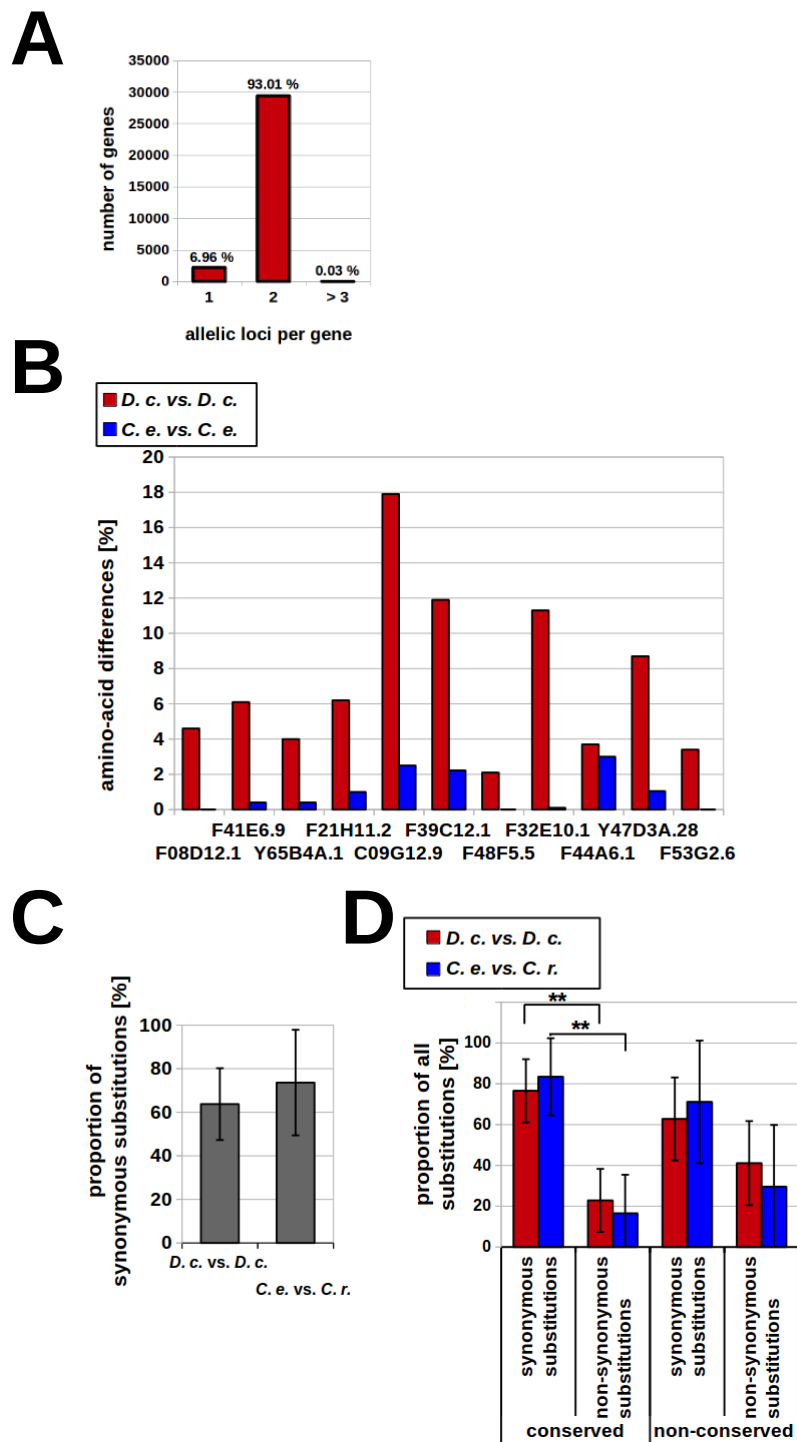 A
35000
30000
25000
20000
15000
10000
5000
0
number of genes
93.01 %
6.96 %
0.03 %
1 2 > 3
allelic loci per gene
B
D. c. vs. D. c.
C. e. vs. C. e.
20
18
16
14
12
10
8
6
4
2
0
amino-acid differences [%]
F41E6.9 F21H11.2 F39C12.1 F32E10.1 Y47D3A.28
F08D12.1 Y65B4A.1 C09G12.9 F48F5.5 F44A6.1 F53G2.6
C
proportion of
synonymous substitutions [%]
100
80
60
40
20
0
D. c. vs. D. c.
C. e. vs. C. r.
D
D. c. vs. D. c.
C. e. vs. C. r.
proportion of all
substitutions [%]
100
80
60
40
20
0
**
**
synonymous
substitutions
non-synonymous
substitutions
synonymous
substitutions
non-synonymous
substitutions
conserved
non-conserved